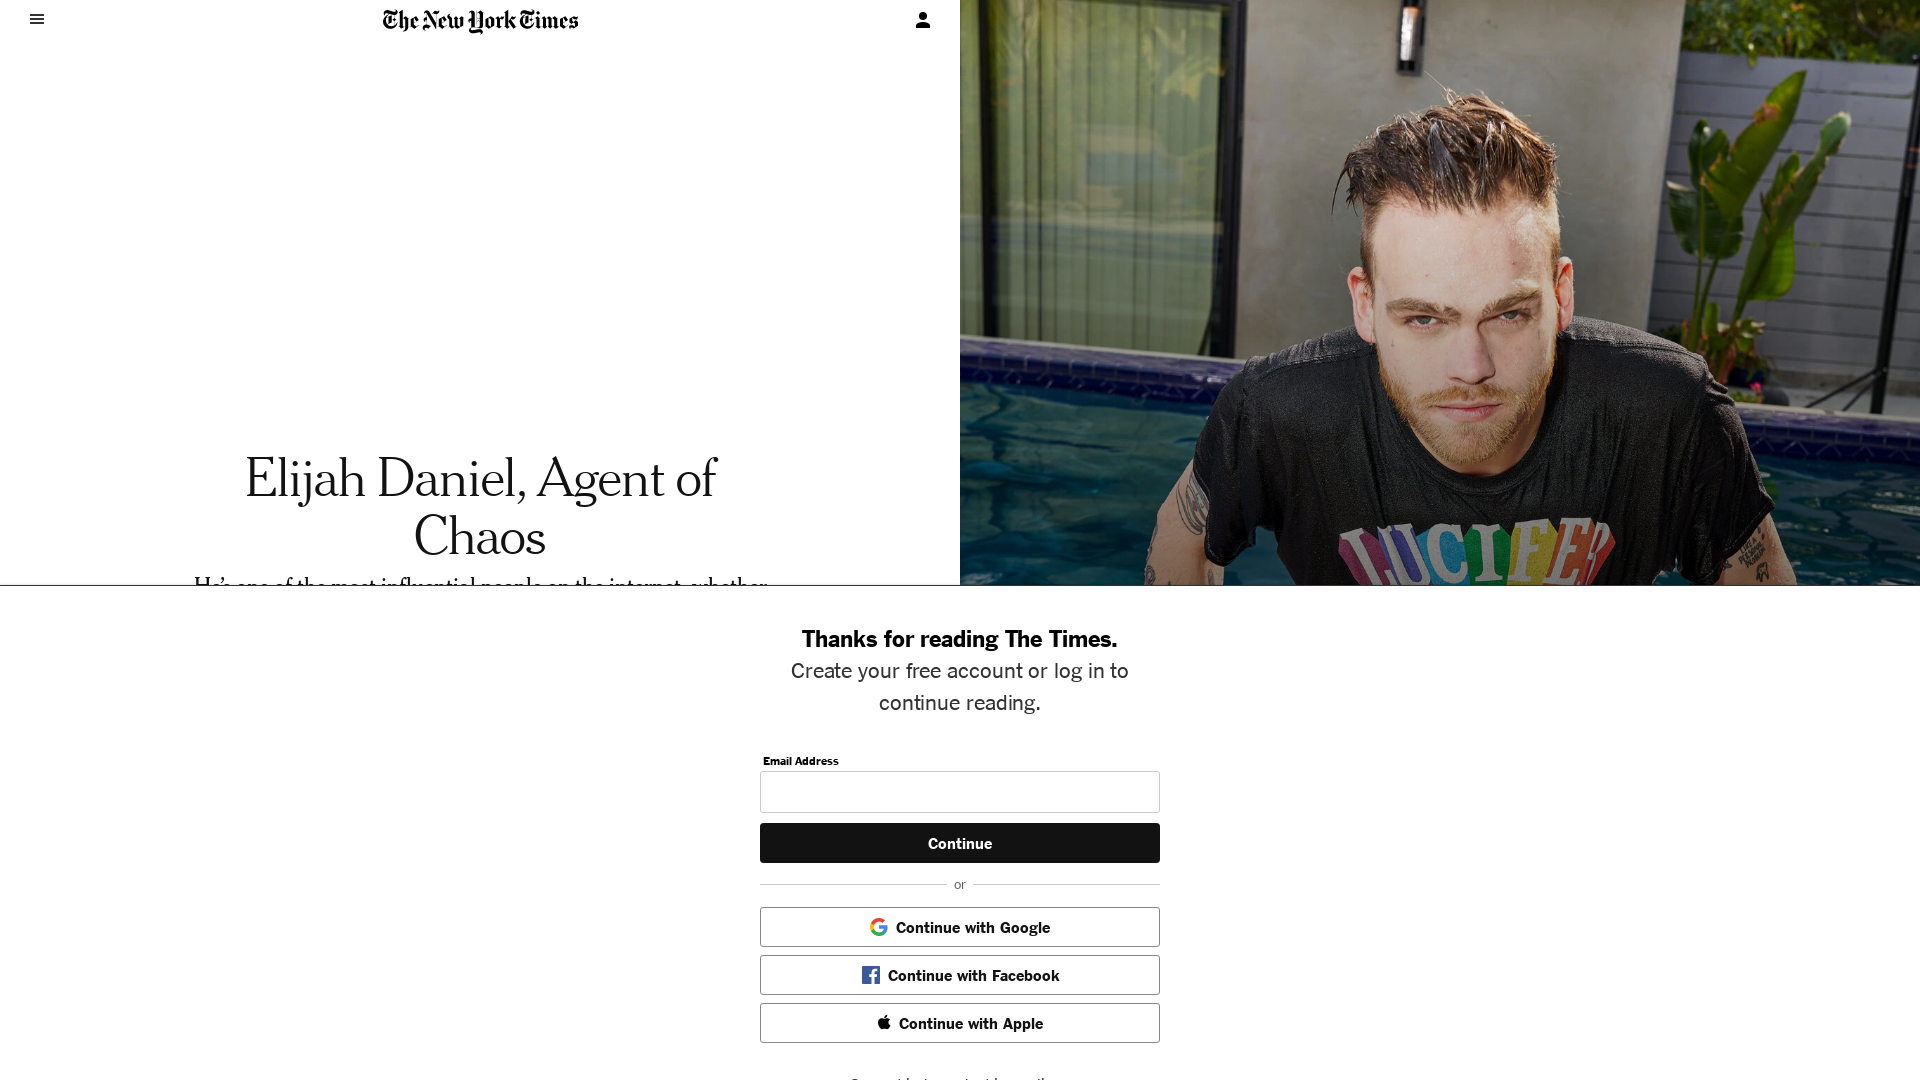 The New York Times
Elijah Daniel, Agent of
Chaos
He's one of the most influential people on the internet, whether
LUCIFER
Thanks for reading The Times.
Create your free account or log in to
continue reading.
Email Address
Continue
or
Continue with Google
Continue with Facebook
Continue with Apple